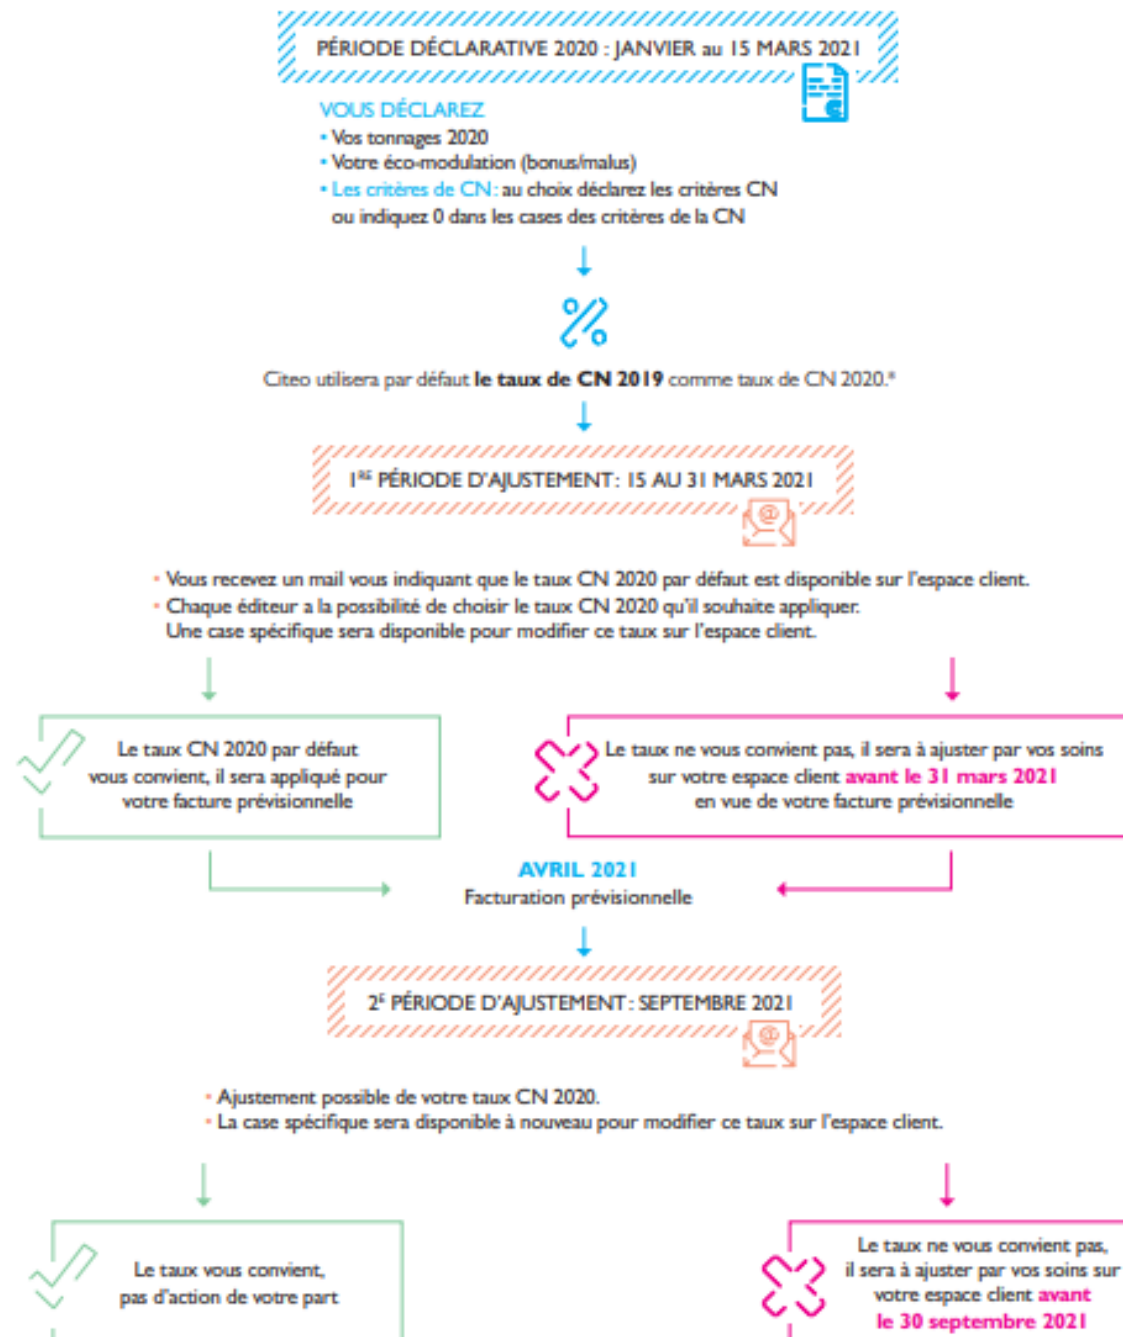 PÉRIODE DÉCLARATIVE 2020 : JANVIER au 15 MARS 2021
VOUS DÉCLAREZ
• Vos tonnages 2020
• Votre éco-modulation (bonus/malus)
• Les critères de CN : au choix déclarez les critères CN
ou indiquez 0 dans les cases des critères de la CN
Citeo utilisera par défaut le taux de CN 2019 comme taux de CN 2020.*
1RE PÉRIODE D'AJUSTEMENT : 15 AU 31 MARS 2021
• Vous recevez un mail vous indiquant que le taux CN 2020 par défaut est disponible sur l'espace client.
• Chaque éditeur a la possibilité de choisir le taux CN 2020 qu'il souhaite appliquer.
Une case spécifique sera disponible pour modifier ce taux sur l'espace client.
Le taux CN 2020 par défaut
vous convient, il sera appliqué pour
votre facture prévisionnelle
Le taux ne vous convient pas, il sera à ajuster par vos soins
sur votre espace client avant le 31 mars 2021
en vue de votre facture prévisionnelle
AVRIL 2021
Facturation prévisionnelle
2E PÉRIODE D'AJUSTEMENT : SEPTEMBRE 2021
• Ajustement possible de votre taux CN 2020.
• La case spécifique sera disponible à nouveau pour modifier ce taux sur l'espace client.
Le taux vous convient,
pas d'action de votre part
Le taux ne vous convient pas,
il sera à ajuster par vos soins sur
votre espace client avant
le 30 septembre 2021